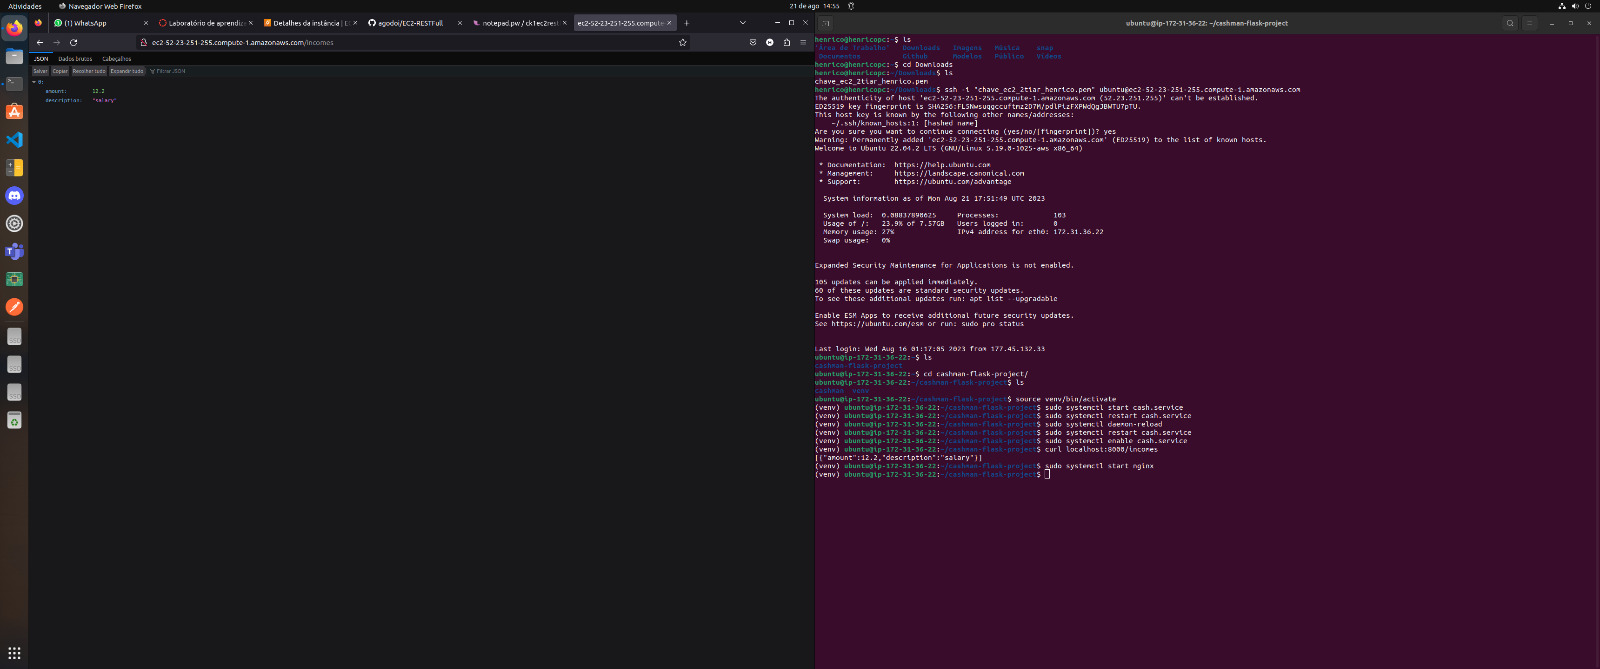 Atividades
Navegador Web Firefox
21 de ago 14:55
(1) WhatsApp
Laboratório de aprendiz
Detalhes da instância | E
agodoi/EC2-RESTFull
notepad.pw / ck1ec2rest
ec2-52-23-251-255.compute-
ec2-52-23-251-255.compute-1.amazonaws.com/incomes
JSON Dados brutos Cabeçalhos
Salvar Copiar Recolher tudo Expandir tudo Filtrar JSON
0:
amount: 12.2
description: "salary"
SSD
SSD
SSD
ubuntu@ip-172-31-36-22: ~/cashman-flask-project
henrico@henricopc:~$ ls
'Área de Trabalho' Downloads Imagens Música snap
Documentos Github Modelos Público Vídeos
henrico@henricopc:~$ cd Downloads
henrico@henricopc:~/Downloads$ ls
chave_ec2_2tiar_henrico.pem
henrico@henricopc:~/Downloads$ ssh -i "chave_ec2_2tiar_henrico.pem" ubuntu@ec2-52-23-251-255.compute-1.amazonaws.com
The authenticity of host 'ec2-52-23-251-255.compute-1.amazonaws.com (52.23.251.255)' can't be established.
ED25519 key fingerprint is
This host key is known by the following other names/addresses:
~/.ssh/known_hosts:1: [hashed name]
Are you sure you want to continue connecting (yes/no/[fingerprint])? yes
Warning: Permanently added 'ec2-52-23-251-255.compute-1.amazonaws.com' (ED25519) to the list of known hosts.
Welcome to Ubuntu 22.04.2 LTS (GNU/Linux 5.19.0-1025-aws x86_64)
* Documentation: https://help.ubuntu.com
* Management: https://landscape.canonical.com
* Support: https://ubuntu.com/advantage
System information as of Mon Aug 21 17:51:49 UTC 2023
System load: 0.08837890625 Processes: 103
Usage of /: 23.9% of 7.57GB Users logged in: 0
Memory usage: 27% IPv4 address for eth0: 172.31.36.22
Swap usage: 0%
Expanded Security Maintenance for Applications is not enabled.
105 updates can be applied immediately.
60 of these updates are standard security updates.
To see these additional updates run: apt list --upgradable
Enable ESM Apps to receive additional future security updates.
See https://ubuntu.com/esm or run: sudo pro status
Last login: Wed Aug 16 01:17:05 2023 from 177.45.132.33
ubuntu@ip-172-31-36-22:~$ ls
cashman-flask-project
ubuntu@ip-172-31-36-22:~$ cd cashman-flask-project/
ubuntu@ip-172-31-36-22:~/cashman-flask-project$ ls
cashman venv
ubuntu@ip-172-31-36-22:~/cashman-flask-project$ source venv/bin/activate
(venv) ubuntu@ip-172-31-36-22:~/cashman-flask-project$ sudo systemctl start cash.service
(venv) ubuntu@ip-172-31-36-22:~/cashman-flask-project$ sudo systemctl restart cash.service
(venv) ubuntu@ip-172-31-36-22:~/cashman-flask-project$ sudo systemctl daemon-reload
(venv) ubuntu@ip-172-31-36-22:~/cashman-flask-project$ sudo systemctl restart cash.service
(venv) ubuntu@ip-172-31-36-22:~/cashman-flask-project$ sudo systemctl enable cash.service
(venv) ubuntu@ip-172-31-36-22:~/cashman-flask-project$ curl localhost:8000/incomes
[{"amount":12.2,"description":"salary"}]
(venv) ubuntu@ip-172-31-36-22:~/cashman-flask-project$ sudo systemctl start nginx
(venv) ubuntu@ip-172-31-36-22:~/cashman-flask-project$